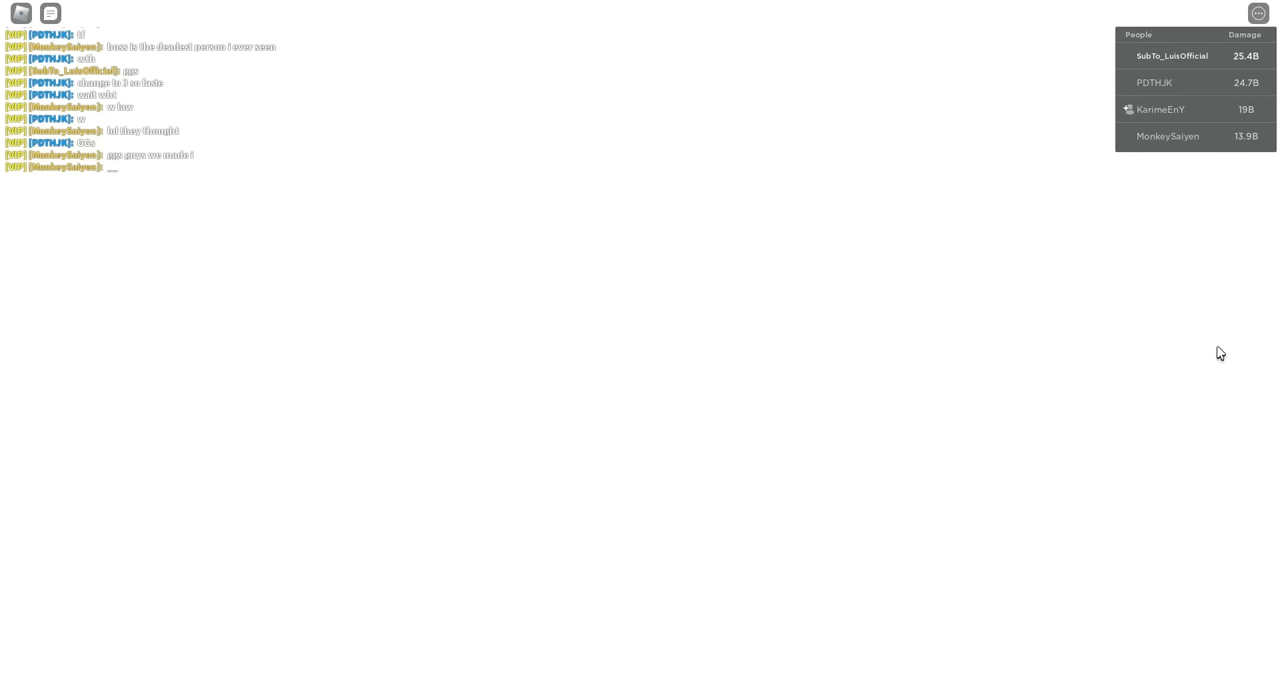 [VIP] [PDTHJK]: tf
[VIP] [MonkeySaiyen]: boss is the deadest person i ever seen
[VIP] [PDTHJK]: wth
[VIP] [SubTo_LuisOfficial]: ggs
[VIP] [PDTHJK]: change to 3 so faste
[VIP] [PDTHJK]: wait wht
[VIP] [MonkeySaiyen]: w law
[VIP] [PDTHJK]: w
[VIP] [MonkeySaiyen]: lol they thought
[VIP] [PDTHJK]: GGs
[VIP] [MonkeySaiyen]: ggs guys we made i
[VIP] [MonkeySaiyen]: __
People Damage
SubTo_LuisOfficial 25.4B
PDTHJK 24.7B
KarimeEnY 19B
MonkeySaiyen 13.9B